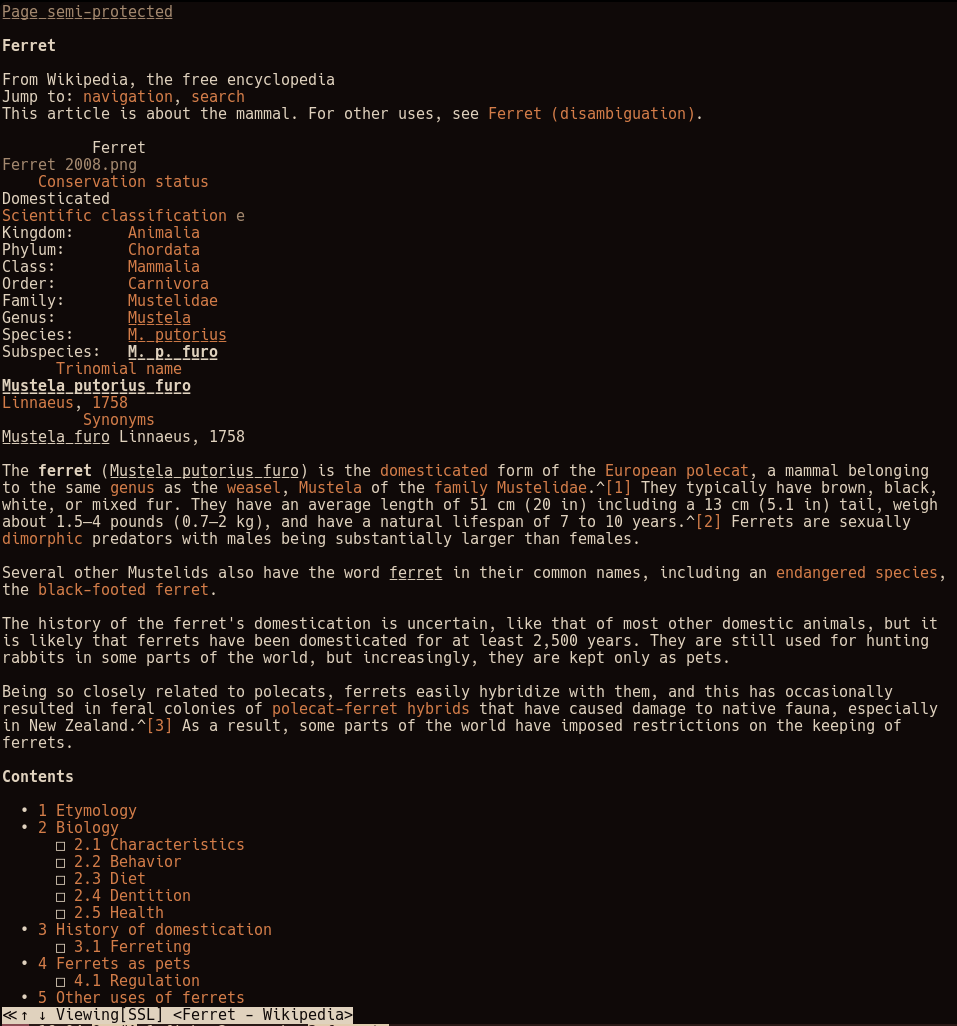 Page semi-protected
Ferret
From Wikipedia, the free encyclopedia
Jump to: navigation, search
This article is about the mammal. For other uses, see Ferret (disambiguation).
Ferret
Ferret 2008.png
Conservation status
Domesticated
Scientific classification e
Kingdom: Animalia
Phylum: Chordata
Class: Mammalia
Order: Carnivora
Family: Mustelidae
Genus: Mustela
Species: M. putorius
Subspecies: M. p. furo
Trinomial name
Mustela putorius furo
Linnaeus, 1758
Synonyms
Mustela furo Linnaeus, 1758
The ferret (Mustela putorius furo) is the domesticated form of the European polecat, a mammal belonging
to the same genus as the weasel, Mustela of the family Mustelidae.^[1] They typically have brown, black,
white, or mixed fur. They have an average length of 51 cm (20 in) including a 13 cm (5.1 in) tail, weigh
about 1.5–4 pounds (0.7–2 kg), and have a natural lifespan of 7 to 10 years.^[2] Ferrets are sexually
dimorphic predators with males being substantially larger than females.
Several other Mustelids also have the word ferret in their common names, including an endangered species,
the black-footed ferret.
The history of the ferret's domestication is uncertain, like that of most other domestic animals, but it
is likely that ferrets have been domesticated for at least 2,500 years. They are still used for hunting
rabbits in some parts of the world, but increasingly, they are kept only as pets.
Being so closely related to polecats, ferrets easily hybridize with them, and this has occasionally
resulted in feral colonies of polecat-ferret hybrids that have caused damage to native fauna, especially
in New Zealand.^[3] As a result, some parts of the world have imposed restrictions on the keeping of
ferrets.
Contents
• 1 Etymology
• 2 Biology
□ 2.1 Characteristics
□ 2.2 Behavior
□ 2.3 Diet
□ 2.4 Dentition
□ 2.5 Health
• 3 History of domestication
□ 3.1 Ferreting
• 4 Ferrets as pets
□ 4.1 Regulation
• 5 Other uses of ferrets
≪↑ ↓ Viewing[SSL] <Ferret - Wikipedia>